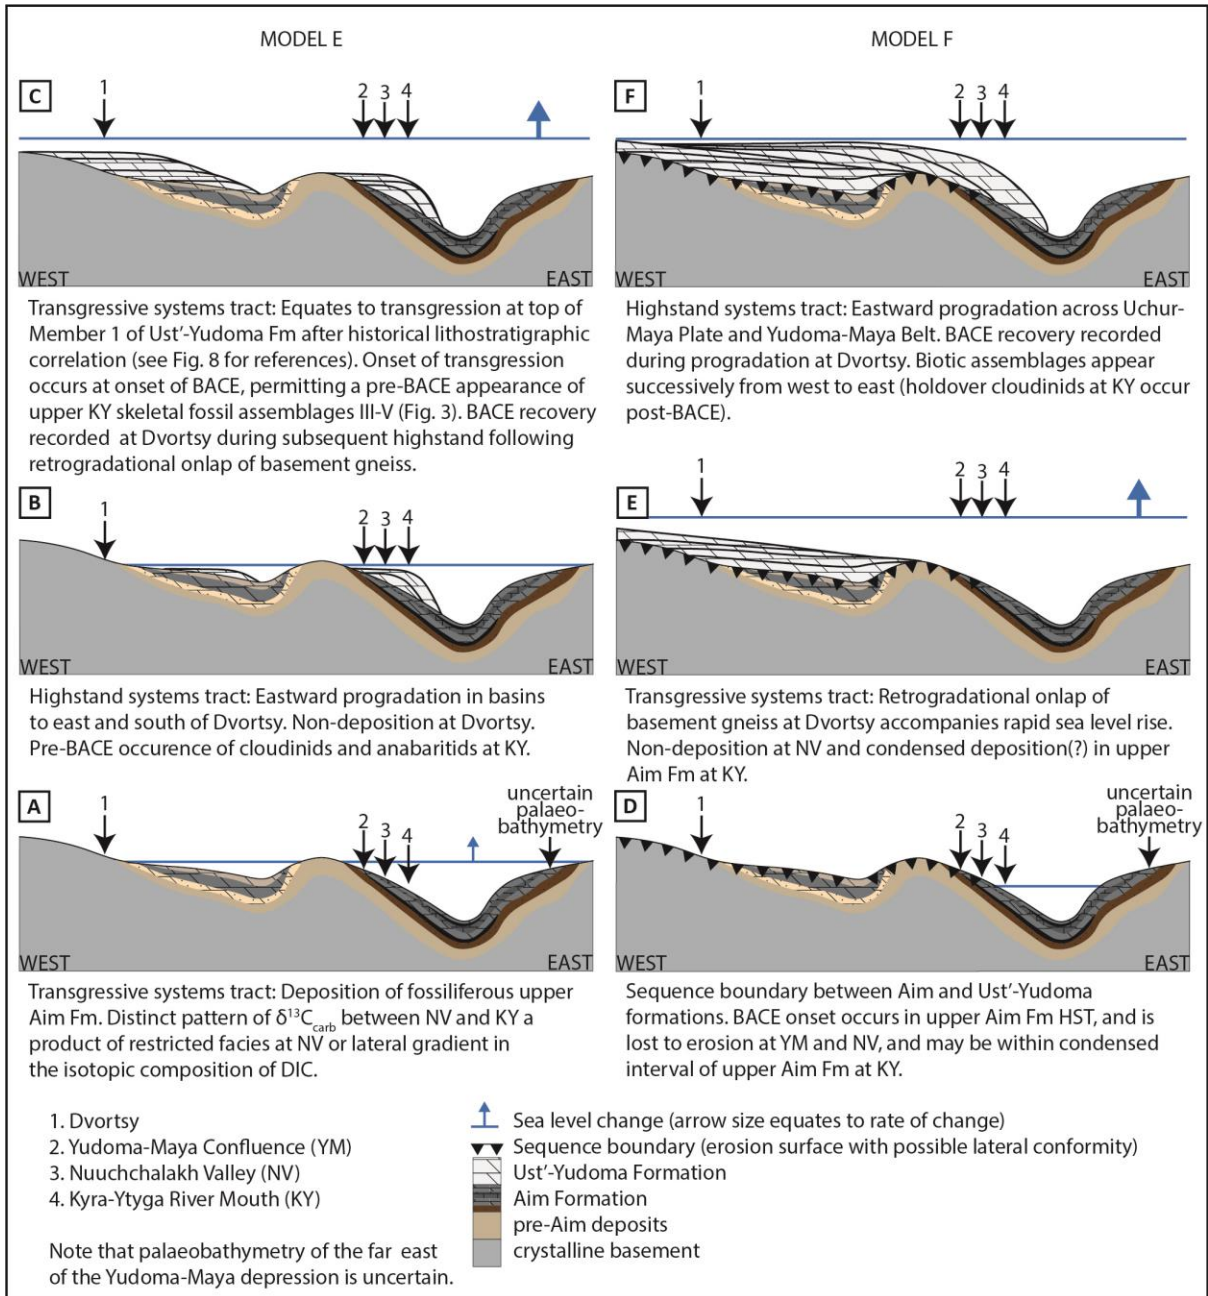 MODEL E
C
1
2 3 4
WEST
EAST
Transgressive systems tract: Equates to transgression at top of
Member 1 of Ust'-Yudoma Fm after historical lithostratigraphic
correlation (see Fig. 8 for references). Onset of transgression
occurs at onset of BACE, permitting a pre-BACE appearance of
upper KY skeletal fossil assemblages III-V (Fig. 3). BACE recovery
recorded at Dvortsy during subsequent highstand following
retrogradational onlap of basement gneiss.
B
1
2 3 4
WEST
EAST
Highstand systems tract: Eastward progradation in basins
to east and south of Dvortsy. Non-deposition at Dvortsy.
Pre-BACE occurence of cloudinids and anabaritids at KY.
A
1
2 3 4
uncertain
palaeo-
bathymetry
WEST
EAST
Transgressive systems tract: Deposition of fossiliferous upper
Aim Fm. Distinct pattern of δ¹³Ccarb between NV and KY a
product of restricted facies at NV or lateral gradient in
the isotopic composition of DIC.
MODEL F
F
1
2 3 4
WEST
EAST
Highstand systems tract: Eastward progradation across Uchur-
Maya Plate and Yudoma-Maya Belt. BACE recovery recorded
during progradation at Dvortsy. Biotic assemblages appear
successively from west to east (holdover cloudinids at KY occur
post-BACE).
E
1
2 3 4
WEST
EAST
Transgressive systems tract: Retrogradational onlap of
basement gneiss at Dvortsy accompanies rapid sea level rise.
Non-deposition at NV and condensed deposition(?) in upper
Aim Fm at KY.
D
1
2 3 4
uncertain
palaeo-
bathymetry
WEST
EAST
Sequence boundary between Aim and Ust'-Yudoma
formations. BACE onset occurs in upper Aim Fm HST, and is
lost to erosion at YM and NV, and may be within condensed
interval of upper Aim Fm at KY.
1. Dvortsy
2. Yudoma-Maya Confluence (YM)
3. Nuuchchalakh Valley (NV)
4. Kyra-Ytyga River Mouth (KY)
Note that palaeobathymetry of the far east
of the Yudoma-Maya depression is uncertain.
Sea level change (arrow size equates to rate of change)
Sequence boundary (erosion surface with possible lateral conformity)
Ust'-Yudoma Formation
Aim Formation
pre-Aim deposits
crystalline basement